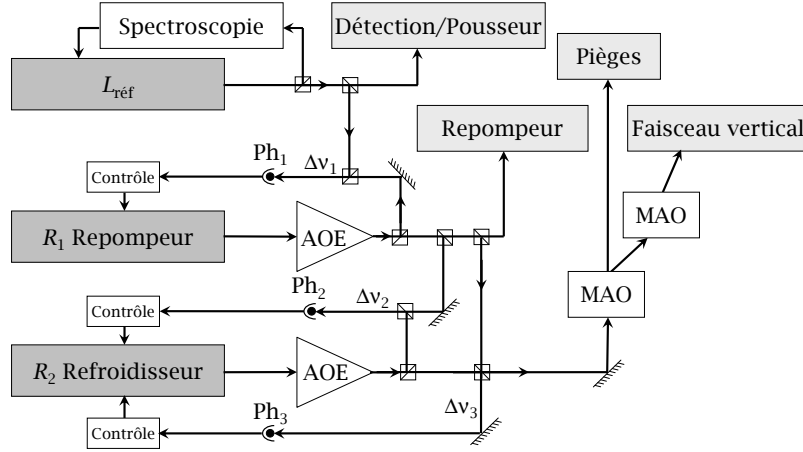 Spectroscopie
Détection/Pousseur
Pièges
L_réf
Repompeur
Faisceau vertical
Ph₁
Δν₁
Contrôle
MAO
R₁ Repompeur
AOE
MAO
Ph₂
Δν₂
Contrôle
R₂ Refroidisseur
AOE
Δν₃
Ph₃
Contrôle